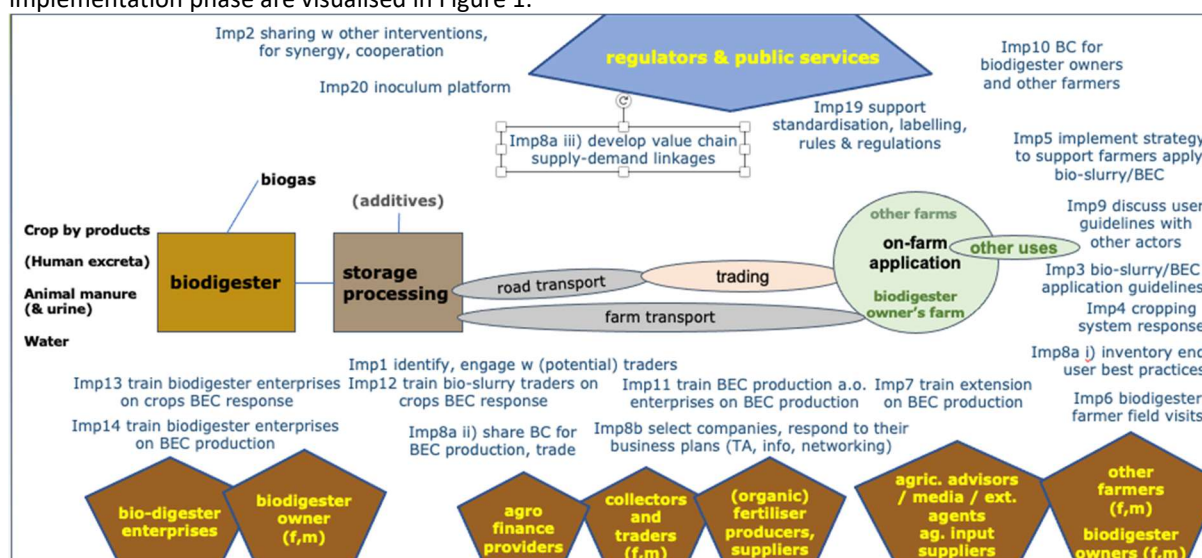 implementation phase are visualised in Figure 1.
Imp2 sharing w other interventions,
for synergy, cooperation
Imp20 inoculum platform
regulators & public services
Imp10 BC for
biodigester owners
and other farmers
Imp19 support
standardisation, labelling,
rules & regulations
Imp8a iii) develop value chain
supply-demand linkages
Imp5 implement strategy
to support farmers apply
bio-slurry/BEC
biogas
(additives)
Crop by products
(Human excreta)
Animal manure
(& urine)
Water
biodigester
storage
processing
road transport
trading
farm transport
other farms
on-farm
application
other uses
biodigester
owner's farm
Imp9 discuss user
guidelines with
other actors
Imp3 bio-slurry/BEC
application guidelines
Imp4 cropping
system response
Imp8a i) inventory end
user best practices
Imp6 biodigester
farmer field visits
Imp13 train biodigester enterprises
on crops BEC response
Imp14 train biodigester enterprises
on BEC production
Imp1 identify, engage w (potential) traders
Imp12 train bio-slurry traders on
crops BEC response
Imp8a ii) share BC for
BEC production, trade
Imp11 train BEC production a.o.
enterprises on BEC production
Imp8b select companies, respond to their
business plans (TA, info, networking)
Imp7 train extension
on BEC production
bio-digester
enterprises
biodigester
owner
(f,m)
agro
finance
providers
collectors
and
traders
(f,m)
(organic)
fertiliser
producers,
suppliers
agric. advisors
/ media / ext.
agents
ag. input
suppliers
other
farmers
(f,m)
biodigester
owners (f,m)